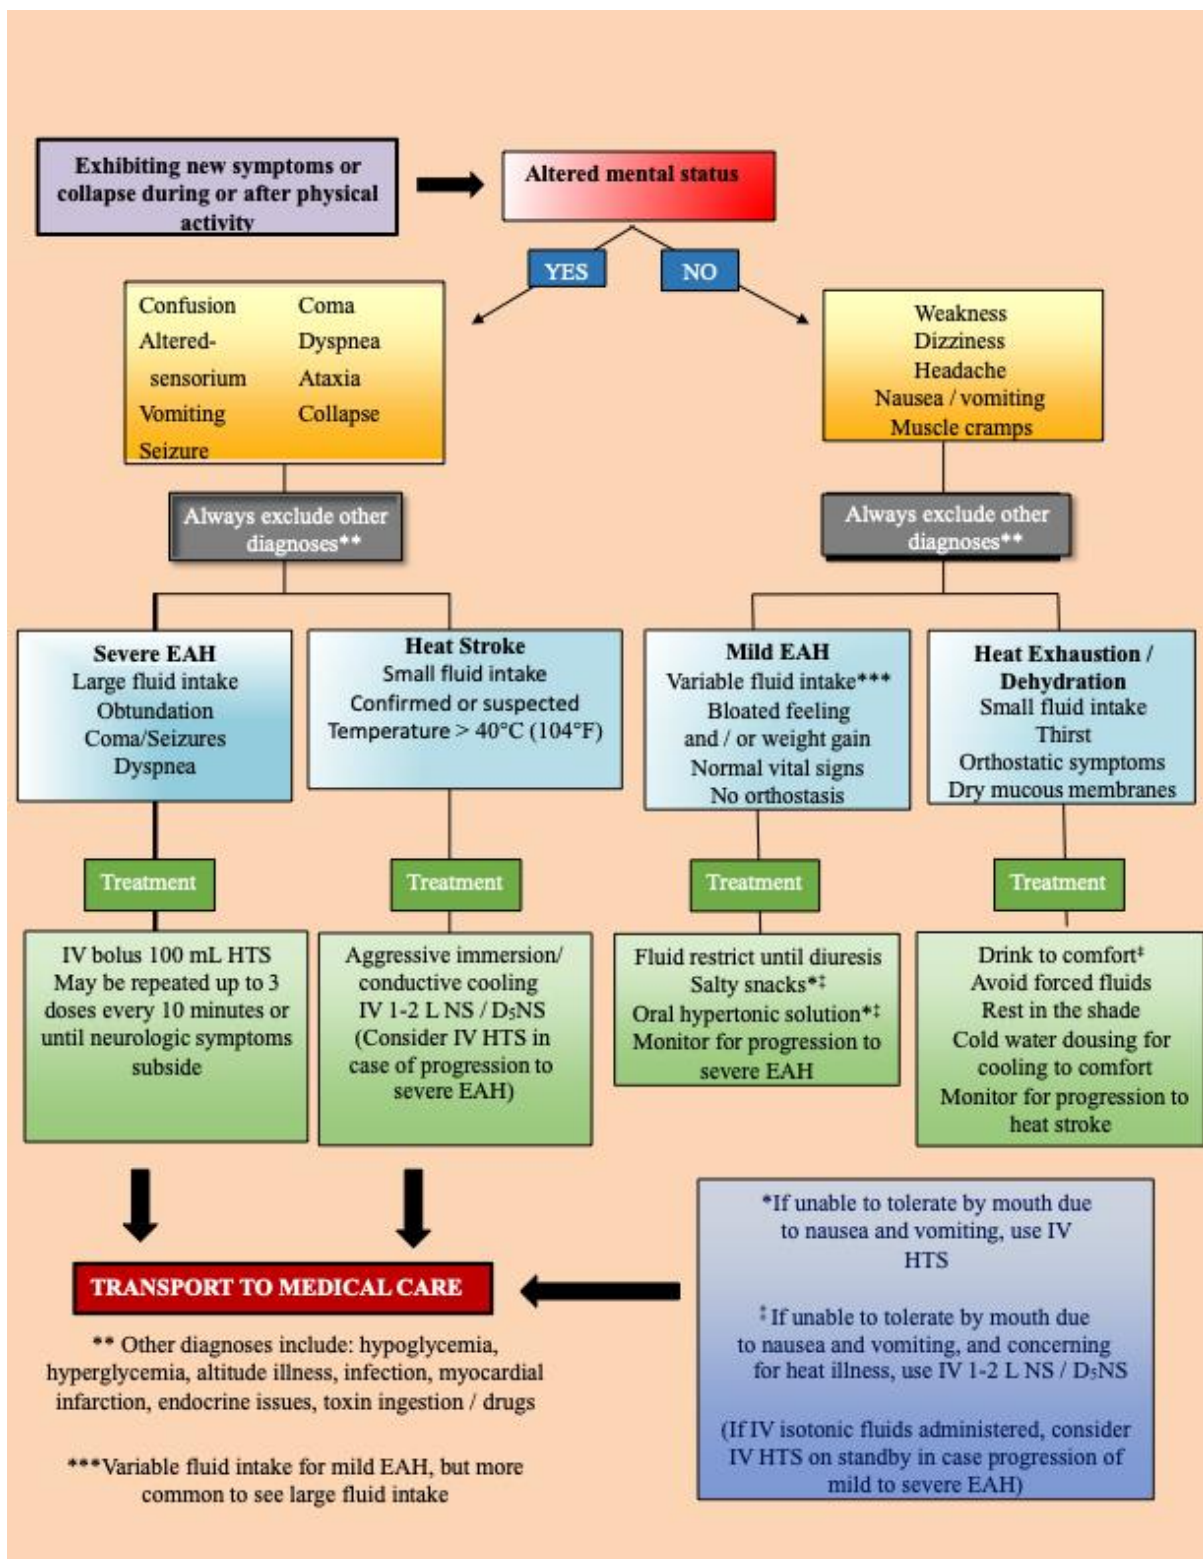 Exhibiting new symptoms or
collapse during or after physical
activity
Altered mental status
YES
NO
Confusion
Altered-
sensorium
Vomiting
Seizure
Coma
Dyspnea
Ataxia
Collapse
Weakness
Dizziness
Headache
Nausea / vomiting
Muscle cramps
Always exclude other
diagnoses**
Always exclude other
diagnoses**
Severe EAH
Large fluid intake
Obtundation
Coma/Seizures
Dyspnea
Heat Stroke
Small fluid intake
Confirmed or suspected
Temperature > 40°C (104°F)
Mild EAH
Variable fluid intake***
Bloated feeling
and / or weight gain
Normal vital signs
No orthostasis
Heat Exhaustion /
Dehydration
Small fluid intake
Thirst
Orthostatic symptoms
Dry mucous membranes
Treatment
Treatment
Treatment
Treatment
IV bolus 100 mL HTS
May be repeated up to 3
doses every 10 minutes or
until neurologic symptoms
subside
Aggressive immersion/
conductive cooling
IV 1-2 L NS / D₅NS
(Consider IV HTS in
case of progression to
severe EAH)
Fluid restrict until diuresis
Salty snacks*‡
Oral hypertonic solution*‡
Monitor for progression to
severe EAH
Drink to comfort‡
Avoid forced fluids
Rest in the shade
Cold water dousing for
cooling to comfort
Monitor for progression to
heat stroke
TRANSPORT TO MEDICAL CARE
** Other diagnoses include: hypoglycemia,
hyperglycemia, altitude illness, infection, myocardial
infarction, endocrine issues, toxin ingestion / drugs
***Variable fluid intake for mild EAH, but more
common to see large fluid intake
*If unable to tolerate by mouth due
to nausea and vomiting, use IV
HTS
‡ If unable to tolerate by mouth due
to nausea and vomiting, and concerning
for heat illness, use IV 1-2 L NS / D₅NS
(If IV isotonic fluids administered, consider
IV HTS on standby in case progression of
mild to severe EAH)